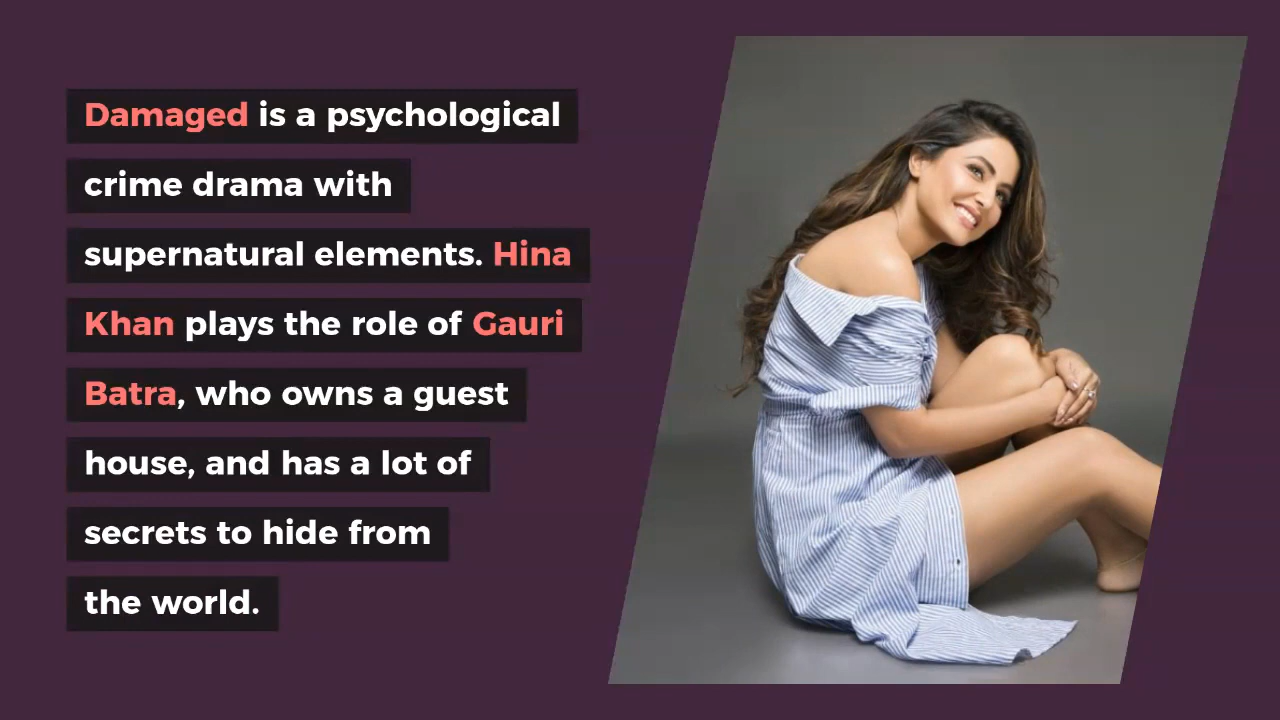 Damaged is a psychological
crime drama with
supernatural elements. Hina
Khan plays the role of Gauri
Batra, who owns a guest
house, and has a lot of
secrets to hide from
the world.